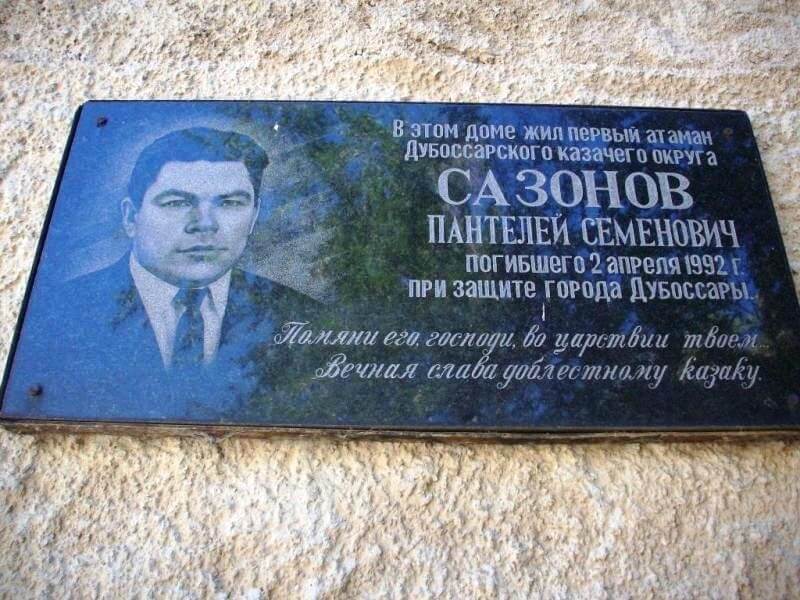 В этом доме жил первый атаман
Дубоссарского казачего округа
САЗОНОВ
ПАНТЕЛЕЙ СЕМЕНОВИЧ
погибшего 2 апреля 1992 г.
при защите города Дубоссары.
Помяни его, господи, во царствии твоем...
Вечная слава доблестному казаку.